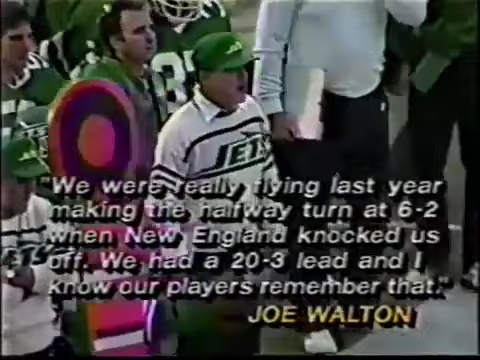 JETS
"We were really flying last year
making the halfway turn at 6-2
when New England knocked us
off. We had a 20-3 lead and I
know our players remember that."
JOE WALTON